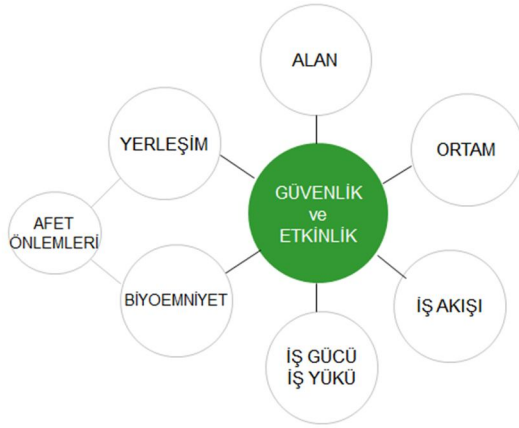 ALAN
YERLEŞİM
ORTAM
GÜVENLİK
ve
ETKİNLİK
AFET
ÖNLEMLERİ
BİYOEMNİYET
İŞ AKIŞI
İŞ GÜCÜ
İŞ YÜKÜ